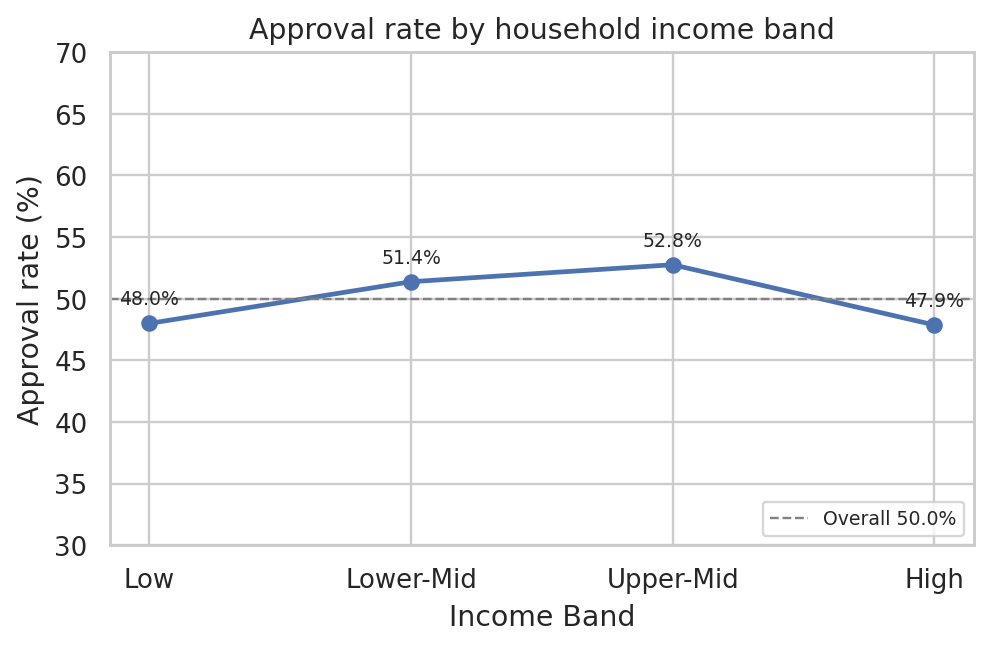 Approval rate by household income band
Approval rate (%)
70
65
60
55
50
45
40
35
30
48.0%
51.4%
52.8%
47.9%
Overall 50.0%
Low
Lower-Mid
Upper-Mid
High
Income Band